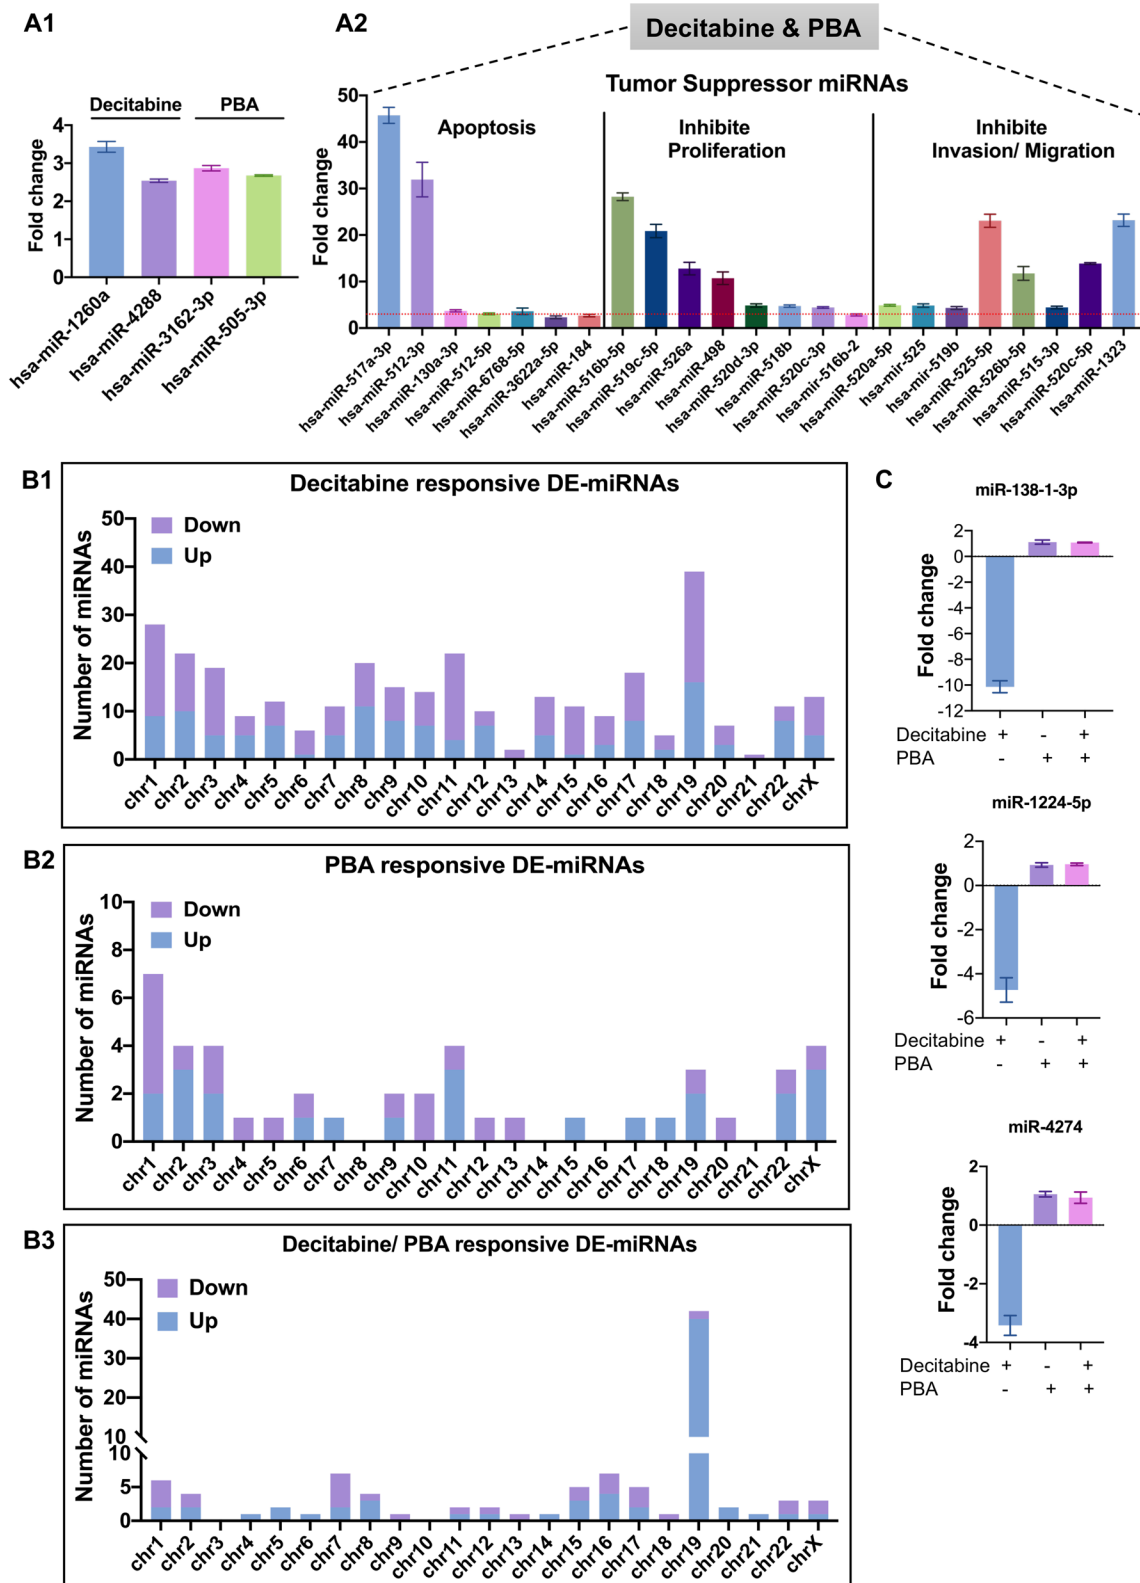 A1
Decitabine PBA
Fold change
4
3
2
1
0
hsa-miR-1260a
hsa-miR-4288
hsa-miR-3162-3p
hsa-miR-505-3p
A2
Decitabine & PBA
Tumor Suppressor miRNAs
Apoptosis
Inhibite
Proliferation
Inhibite
Invasion/ Migration
Fold change
50
40
30
20
10
0
hsa-miR-517a-3p
hsa-miR-512-3p
hsa-miR-130a-3p
hsa-miR-512-5p
hsa-miR-6768-5p
hsa-miR-3622a-5p
hsa-miR-184
hsa-miR-516b-5p
hsa-miR-519c-5p
hsa-miR-526a
hsa-miR-498
hsa-miR-520d-3p
hsa-miR-518b
hsa-miR-520c-3p
hsa-mir-516b-2
hsa-miR-520a-5p
hsa-mir-525
hsa-mir-519b
hsa-miR-525-5p
hsa-miR-526b-5p
hsa-miR-515-3p
hsa-miR-520c-5p
hsa-miR-1323
B1
Decitabine responsive DE-miRNAs
Down
Up
Number of miRNAs
50
40
30
20
10
0
chr1
chr2
chr3
chr4
chr5
chr6
chr7
chr8
chr9
chr10
chr11
chr12
chr13
chr14
chr15
chr16
chr17
chr18
chr19
chr20
chr21
chr22
chrX
B2
PBA responsive DE-miRNAs
Down
Up
Number of miRNAs
10
8
6
4
2
0
chr1
chr2
chr3
chr4
chr5
chr6
chr7
chr8
chr9
chr10
chr11
chr12
chr13
chr14
chr15
chr16
chr17
chr18
chr19
chr20
chr21
chr22
chrX
B3
Decitabine/ PBA responsive DE-miRNAs
Down
Up
Number of miRNAs
50
40
30
20
10
10
5
0
chr1
chr2
chr3
chr4
chr5
chr6
chr7
chr8
chr9
chr10
chr11
chr12
chr13
chr14
chr15
chr16
chr17
chr18
chr19
chr20
chr21
chr22
chrX
C
miR-138-1-3p
Fold change
2
0
-2
-4
-6
-8
-10
-12
Decitabine + - +
PBA - + +
miR-1224-5p
Fold change
2
0
-2
-4
-6
Decitabine + - +
PBA - + +
miR-4274
Fold change
2
0
-2
-4
Decitabine + - +
PBA - + +